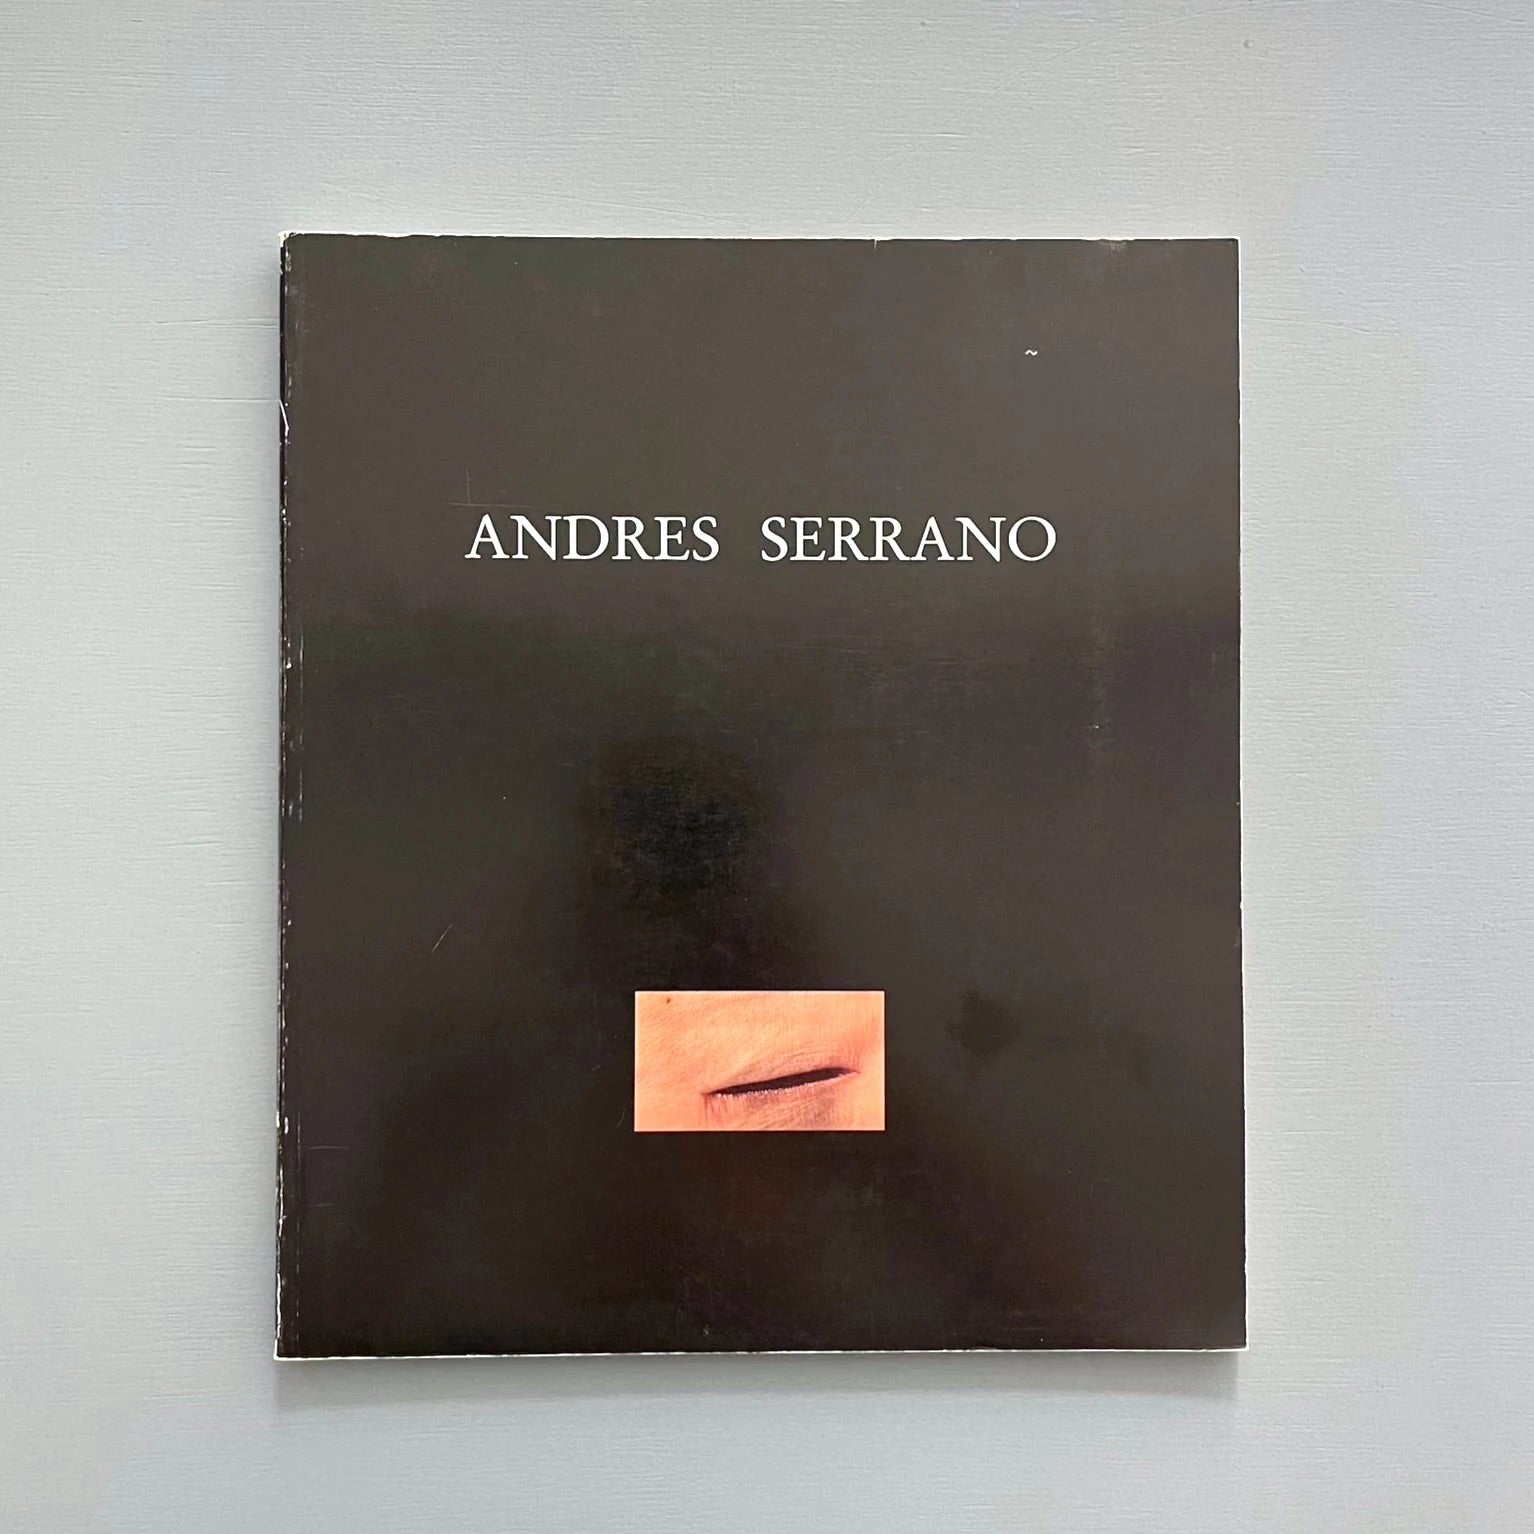 ~
ANDRES SERRANO